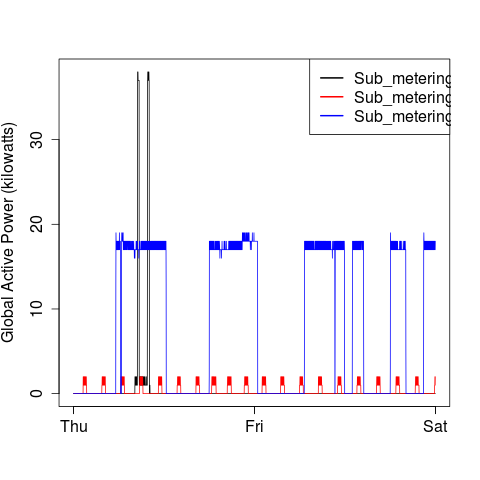 Sub_metering
Sub_metering
Sub_metering
Global Active Power (kilowatts)
30
20
10
0
Thu Fri Sat